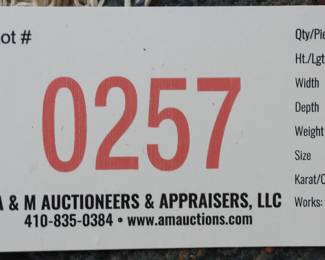 ot #
0257
A & M AUCTIONEERS & APPRAISERS, LLC
410-835-0384 • www.amauctions.com
Qty/Pie
Ht./Lgt
Width
Depth
Weight
Size
Karat/C
Works: